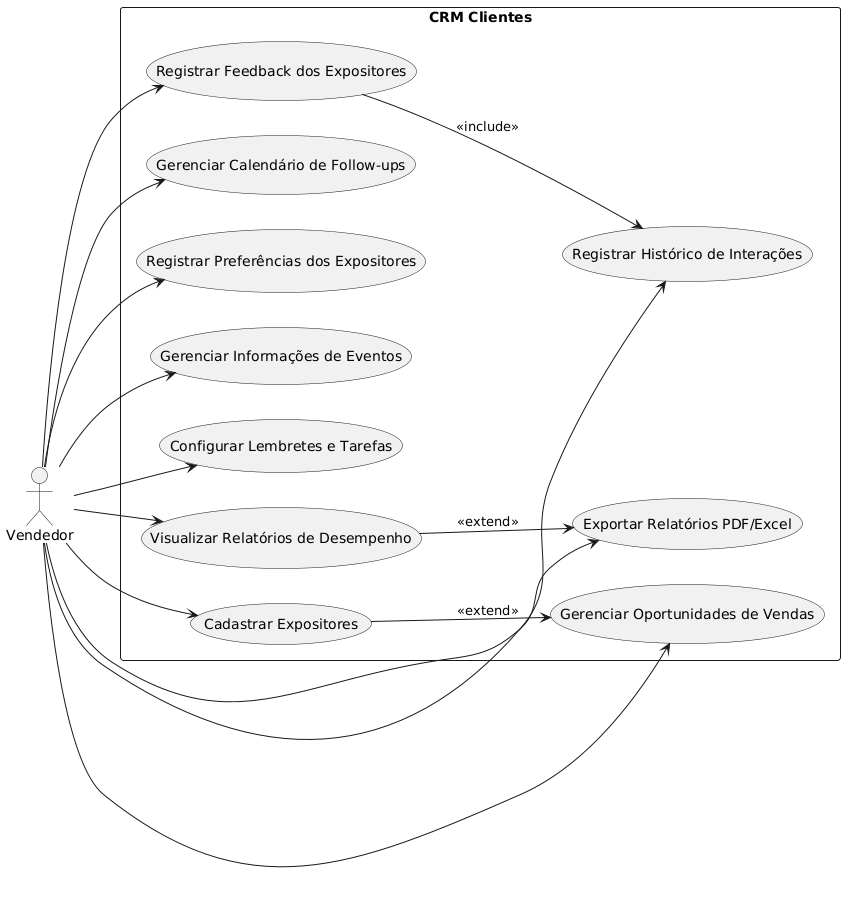 CRM Clientes
Registrar Feedback dos Expositores
«include»
Gerenciar Calendário de Follow-ups
Registrar Histórico de Interações
Registrar Preferências dos Expositores
Gerenciar Informações de Eventos
Configurar Lembretes e Tarefas
Vendedor
Visualizar Relatórios de Desempenho
«extend»
Exportar Relatórios PDF/Excel
Cadastrar Expositores
«extend»
Gerenciar Oportunidades de Vendas